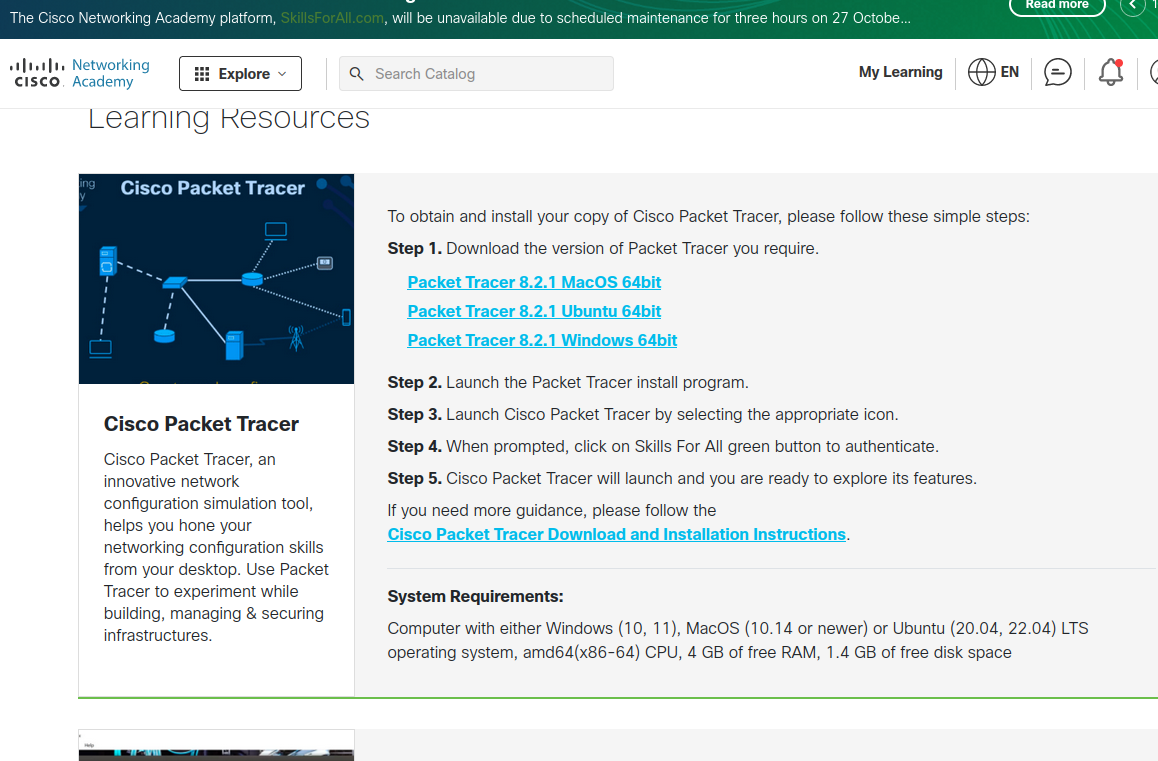 The Cisco Networking Academy platform, SkillsForAll.com, will be unavailable due to scheduled maintenance for three hours on 27 Octobe...
Read more
1
CISCO
Networking
Academy
Explore
Search Catalog
My Learning
EN
Learning Resources
ing
y
Cisco Packet Tracer
Cisco Packet Tracer
Cisco Packet Tracer, an
innovative network
configuration simulation tool,
helps you hone your
networking configuration skills
from your desktop. Use Packet
Tracer to experiment while
building, managing & securing
infrastructures.
To obtain and install your copy of Cisco Packet Tracer, please follow these simple steps:
Step 1. Download the version of Packet Tracer you require.
Packet Tracer 8.2.1 MacOS 64bit
Packet Tracer 8.2.1 Ubuntu 64bit
Packet Tracer 8.2.1 Windows 64bit
Step 2. Launch the Packet Tracer install program.
Step 3. Launch Cisco Packet Tracer by selecting the appropriate icon.
Step 4. When prompted, click on Skills For All green button to authenticate.
Step 5. Cisco Packet Tracer will launch and you are ready to explore its features.
If you need more guidance, please follow the
Cisco Packet Tracer Download and Installation Instructions.
System Requirements:
Computer with either Windows (10, 11), MacOS (10.14 or newer) or Ubuntu (20.04, 22.04) LTS
operating system, amd64(x86-64) CPU, 4 GB of free RAM, 1.4 GB of free disk space
Help